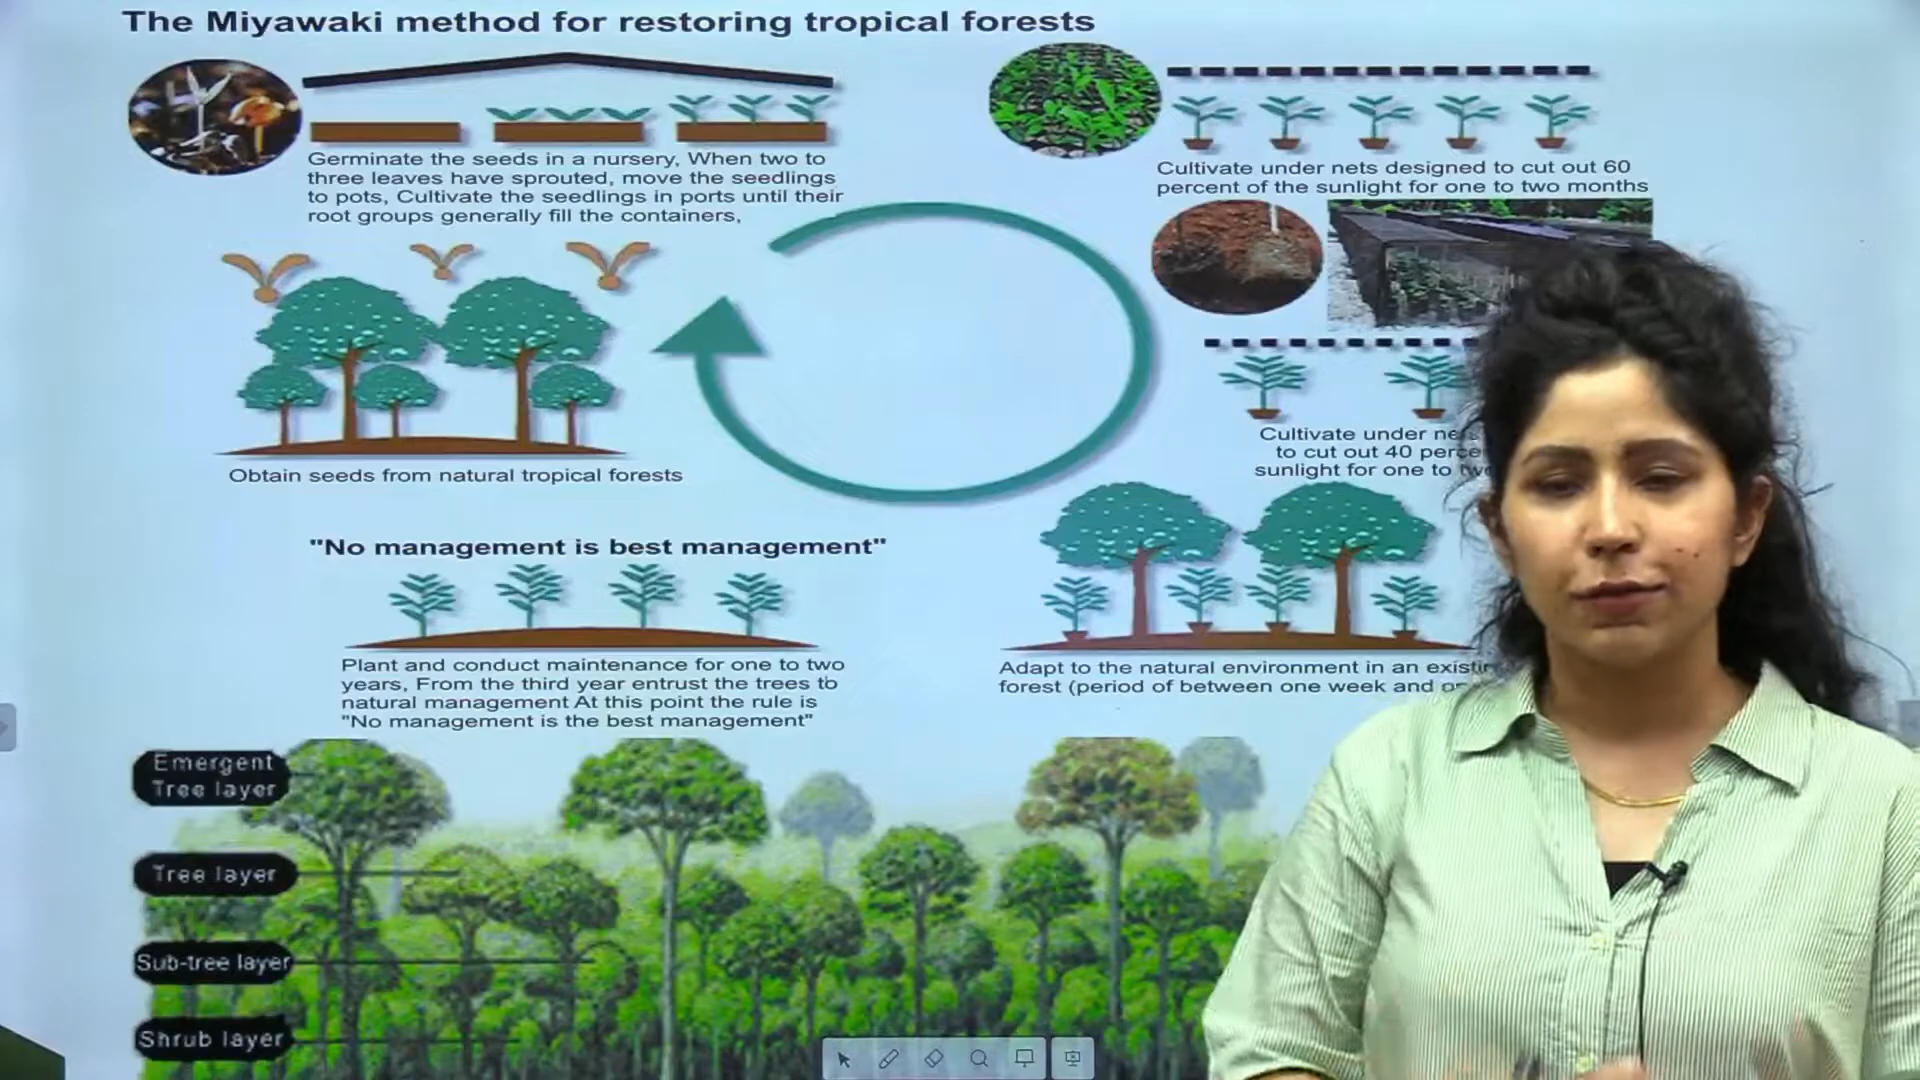 The Miyawaki method for restoring tropical forests
Germinate the seeds in a nursery, When two to
three leaves have sprouted, move the seedlings
to pots, Cultivate the seedlings in ports until their
root groups generally fill the containers,
Cultivate under nets designed to cut out 60
percent of the sunlight for one to two months
Cultivate under
to cut out 40
sunlight for one to
Obtain seeds from natural tropical forests
"No management is best management"
Plant and conduct maintenance for one to two
years, From the third year entrust the trees to
natural management At this point the rule is
"No management is the best management"
Adapt to the natural environment in an
forest (period of between one week and
Emergent
Tree layer
Tree layer
Sub-tree layer
Shrub layer